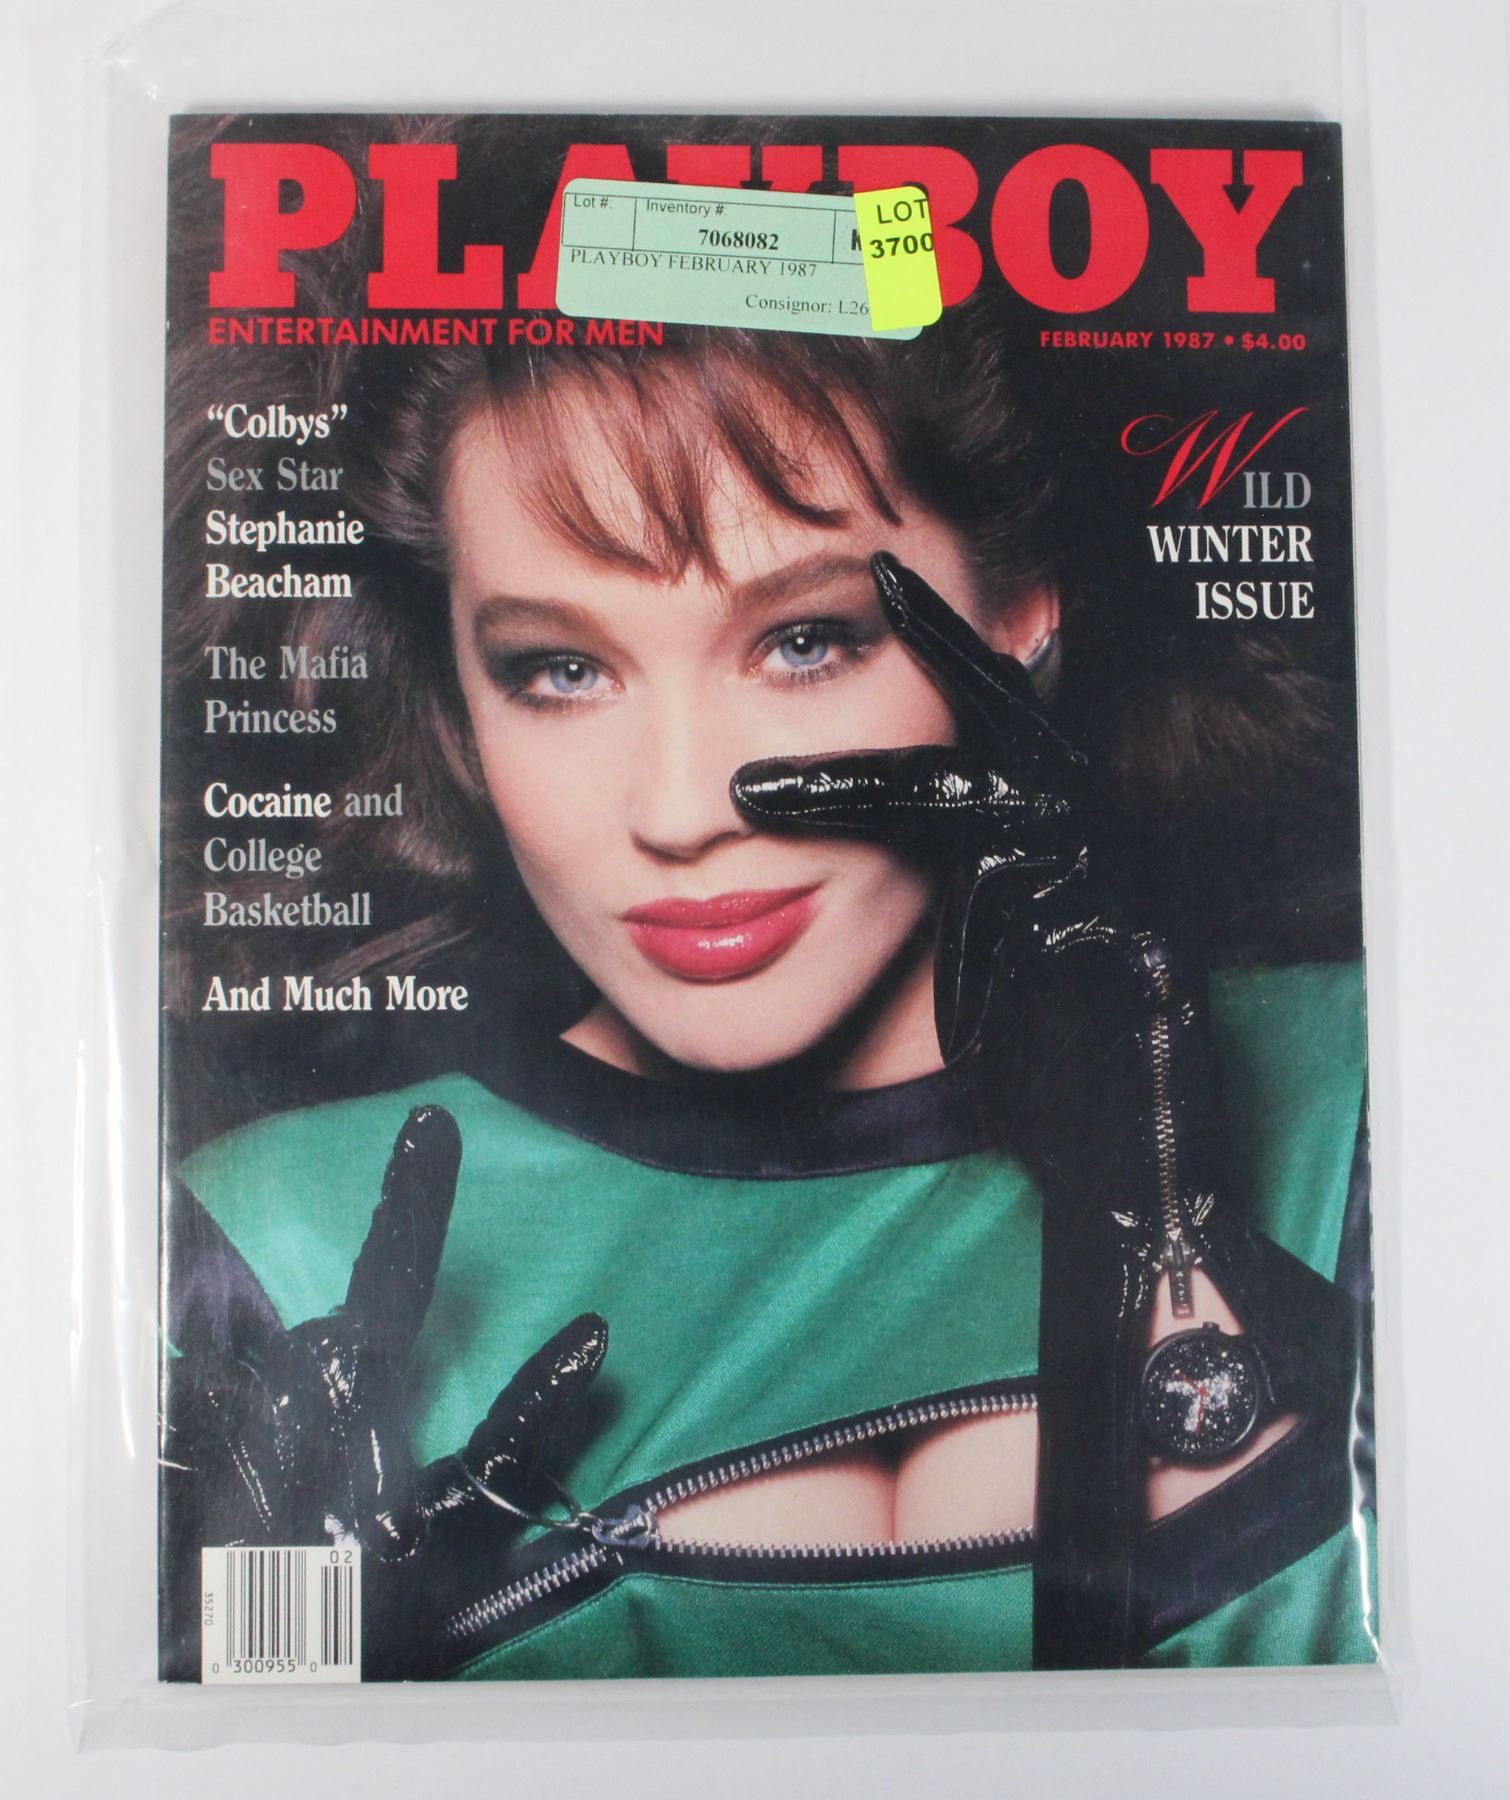 PLAYBOY
Lot #:
Inventory #:
7068082
PLAYBOY FEBRUARY 1987
Consignor: L26
LOT
3700
ENTERTAINMENT FOR MEN
FEBRUARY 1987 • $4.00
“Colbys”
Sex Star
Stephanie
Beacham
The Mafia
Princess
Cocaine and
College
Basketball
And Much More
WILD
WINTER
ISSUE
02
35270
0 300955 0